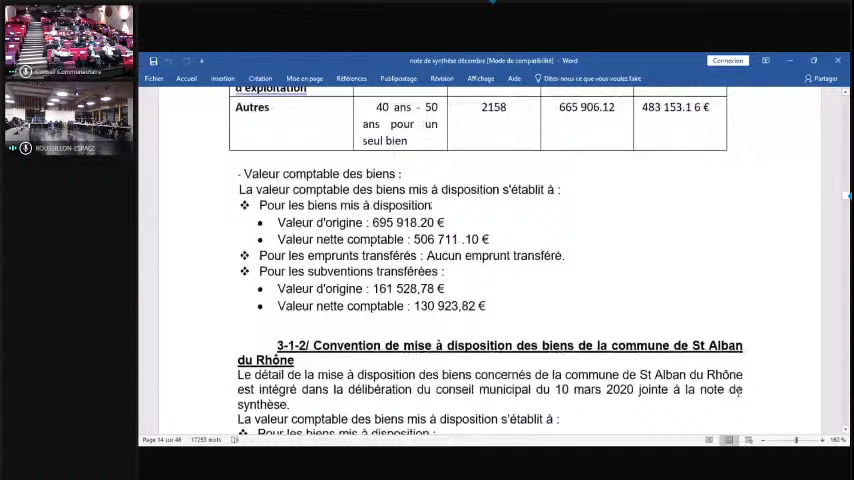 Conseil Communautaire
ROUSSILLON-ESPACE
note de synthèse décembre [Mode de compatibilité] - Word
Connexion
Fichier Accueil Insertion Création Mise en page Références Publipostage Révision Affichage Aide Dites-nous ce que vous voulez faire Partager
d'exploitation
Autres 40 ans - 50 ans pour un seul bien 2158 665 906.12 483 153.1 6 €
- Valeur comptable des biens :
La valeur comptable des biens mis à disposition s'établit à :
❖ Pour les biens mis à disposition:
• Valeur d'origine : 695 918.20 €
• Valeur nette comptable : 506 711 .10 €
❖ Pour les emprunts transférés : Aucun emprunt transféré.
❖ Pour les subventions transférées :
• Valeur d'origine : 161 528,78 €
• Valeur nette comptable : 130 923,82 €
3-1-2/ Convention de mise à disposition des biens de la commune de St Alban
du Rhône
Le détail de la mise à disposition des biens concernés de la commune de St Alban du Rhône
est intégré dans la délibération du conseil municipal du 10 mars 2020 jointe à la note de
synthèse.
La valeur comptable des biens mis à disposition s'établit à :
❖ Pour les biens mis à disposition :
Page 14 sur 46 17253 mots 160 %